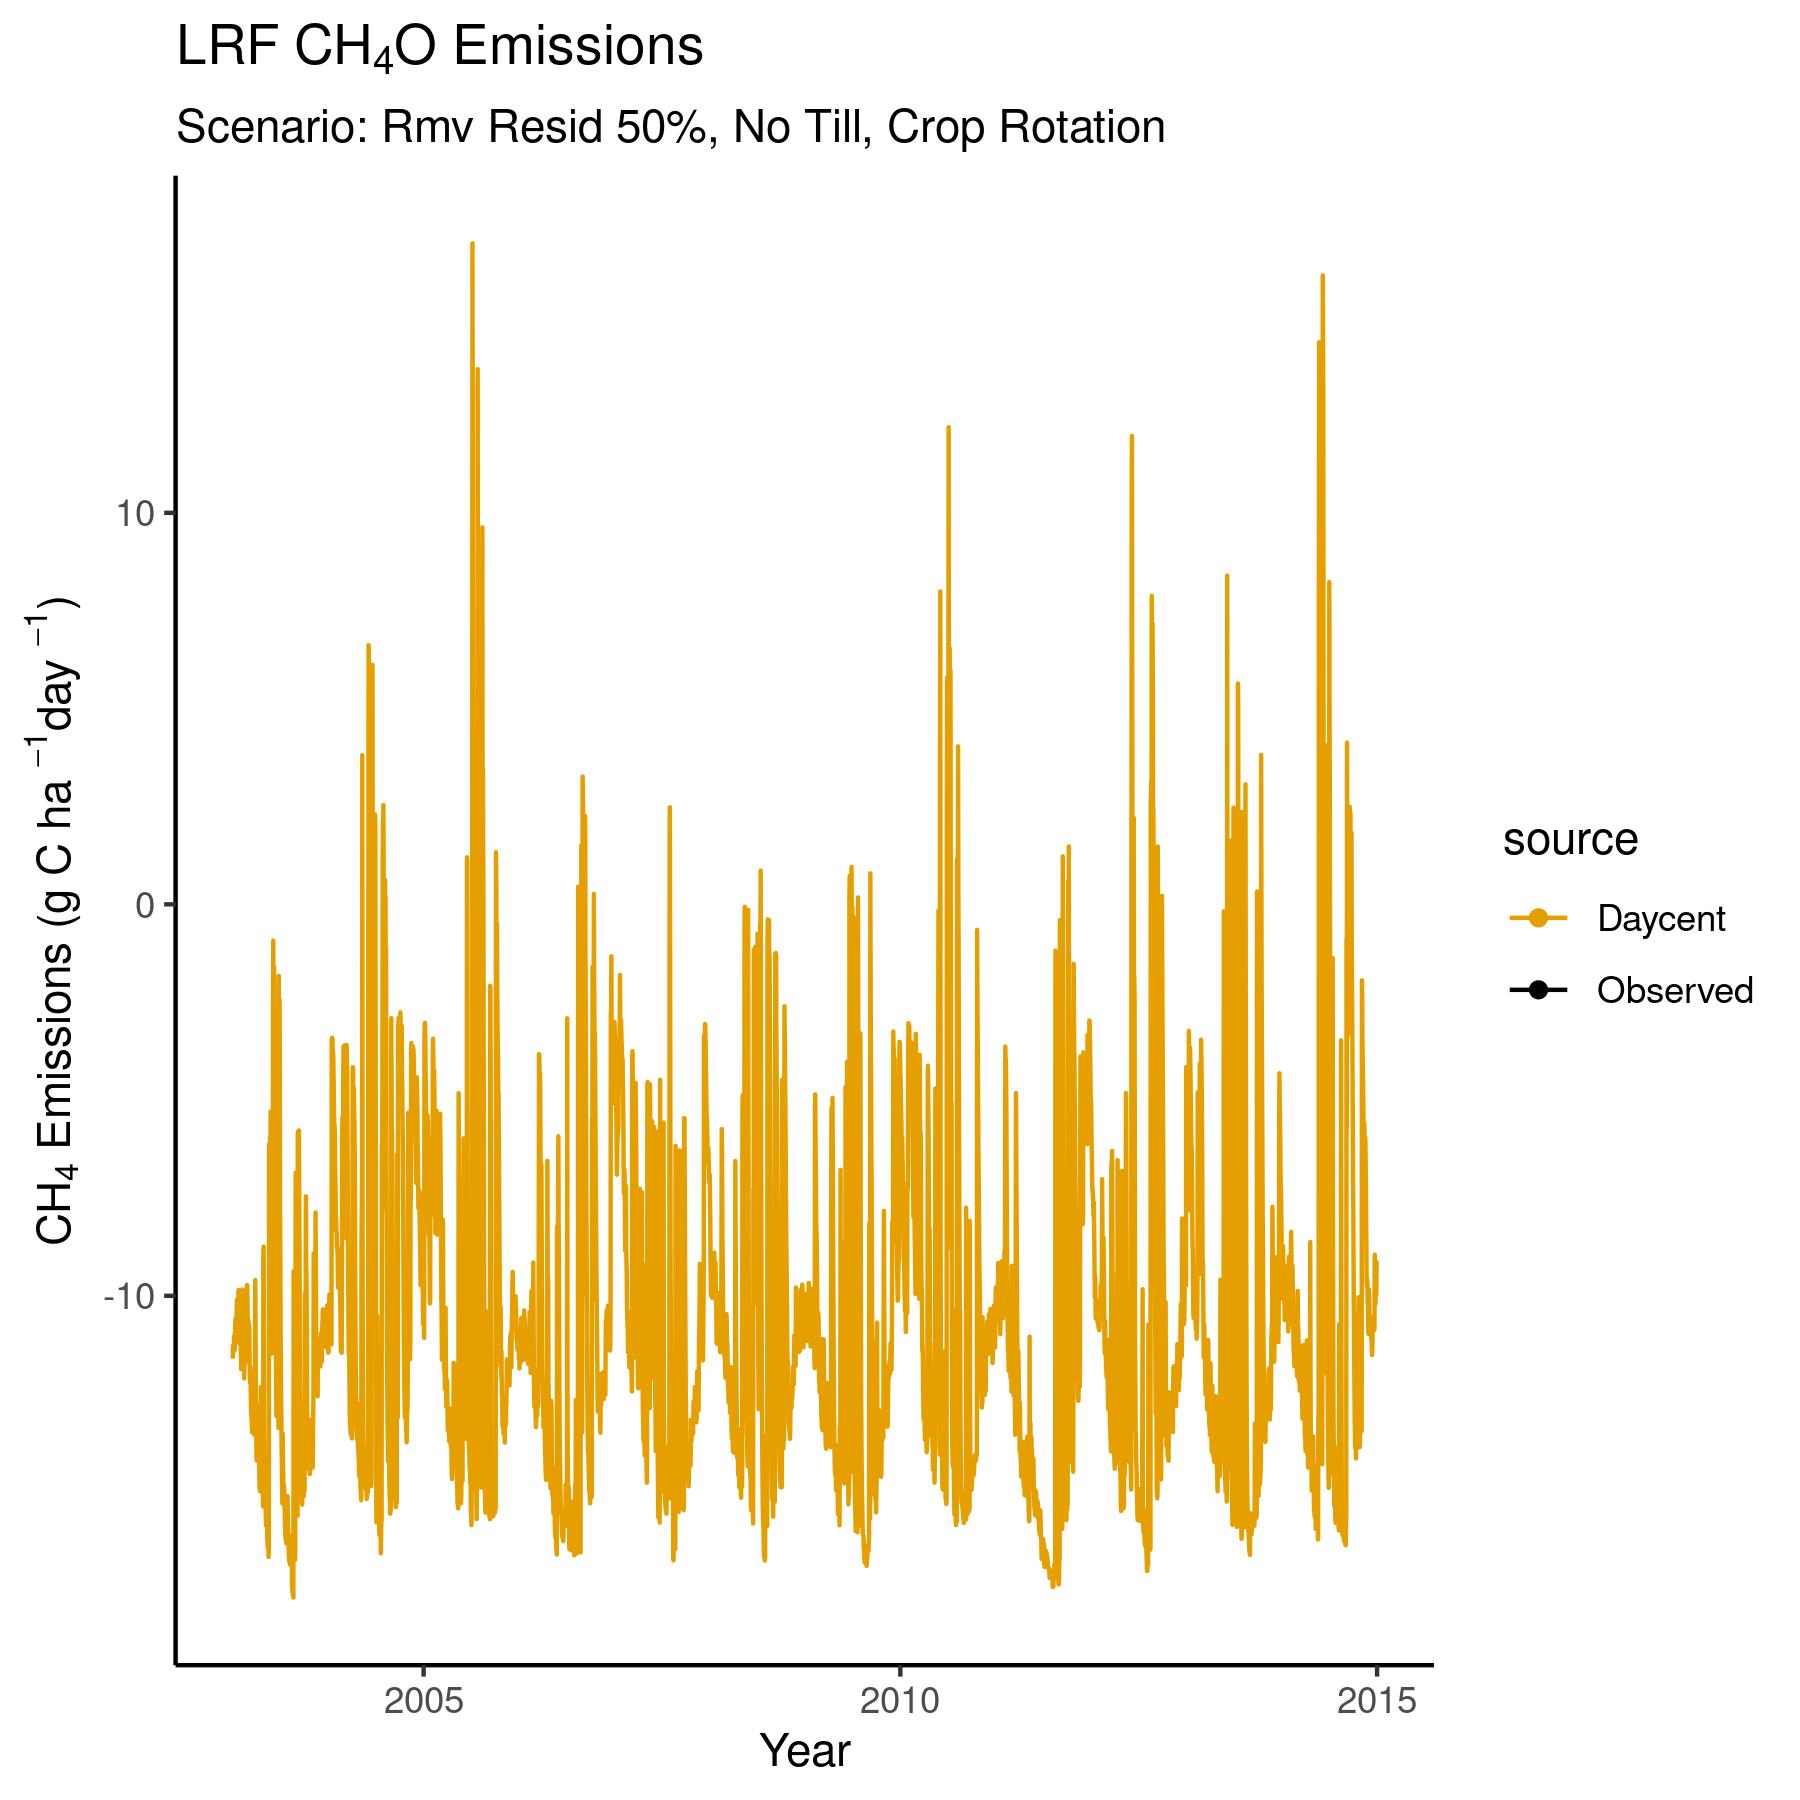 LRF CH₄O Emissions
Scenario: Rmv Resid 50%, No Till, Crop Rotation
CH₄ Emissions (g C ha ⁻¹day ⁻¹)
10
0
-10
2005
2010
2015
Year
source
Daycent
Observed